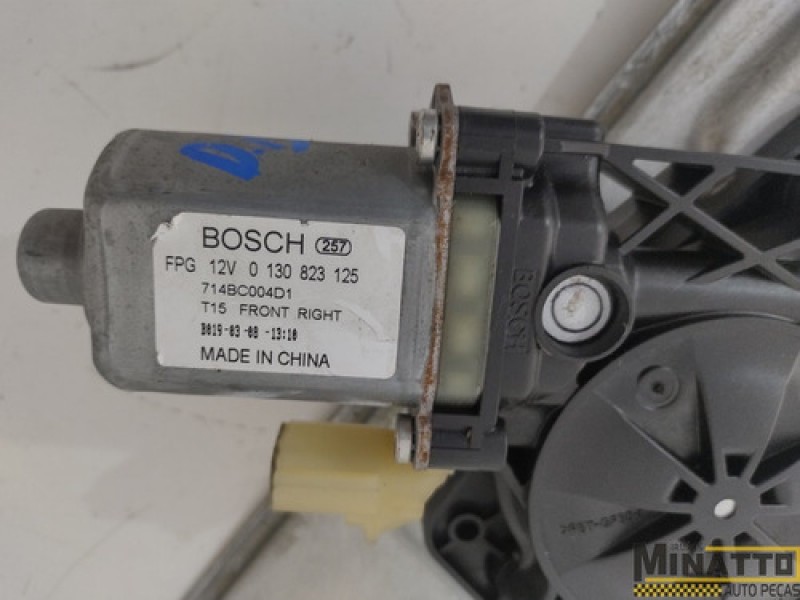 BOSCH 257
FPG 12V 0 130 823 125
714BC004D1
T15 FRONT RIGHT
B019-03-08 -13:10
MADE IN CHINA
BOSCH
MINATTO
AUTO PEÇAS